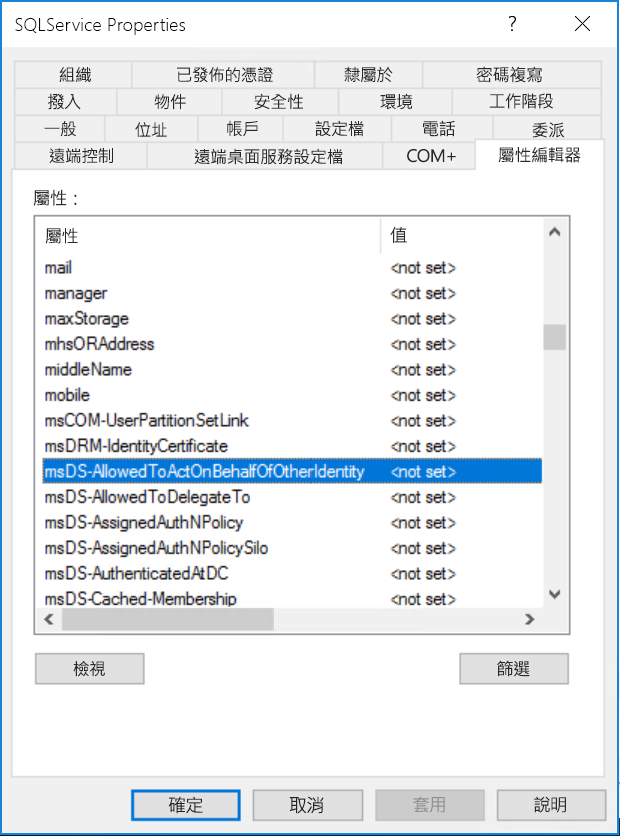 SQLService Properties
?
組織 已發佈的憑證 隸屬於 密碼複寫
撥入 物件 安全性 環境 工作階段
一般 位址 帳戶 設定檔 電話 委派
遠端控制 遠端桌面服務設定檔 COM+ 屬性編輯器
屬性：
屬性 值
mail <not set>
manager <not set>
maxStorage <not set>
mhsORAddress <not set>
middleName <not set>
mobile <not set>
msCOM-UserPartitionSetLink <not set>
msDRM-IdentityCertificate <not set>
msDS-AllowedToActOnBehalfOfOtherIdentity <not set>
msDS-AllowedToDelegateTo <not set>
msDS-AssignedAuthNPolicy <not set>
msDS-AssignedAuthNPolicySilo <not set>
msDS-AuthenticatedAtDC <not set>
msDS-Cached-Membership <not set>
檢視 篩選
確定 取消 套用 說明